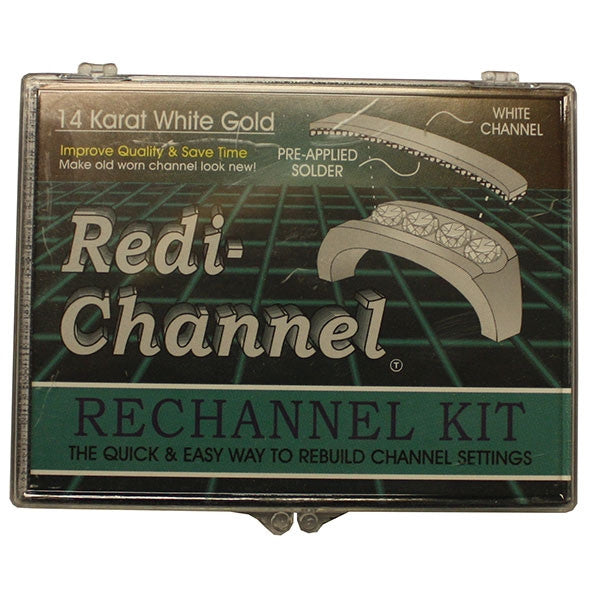 14 Karat White Gold
Improve Quality & Save Time
Make old worn channel look new!
WHITE
CHANNEL
PRE-APPLIED
SOLDER
Redi-
Channel
T
RECHANNEL KIT
THE QUICK & EASY WAY TO REBUILD CHANNEL SETTINGS